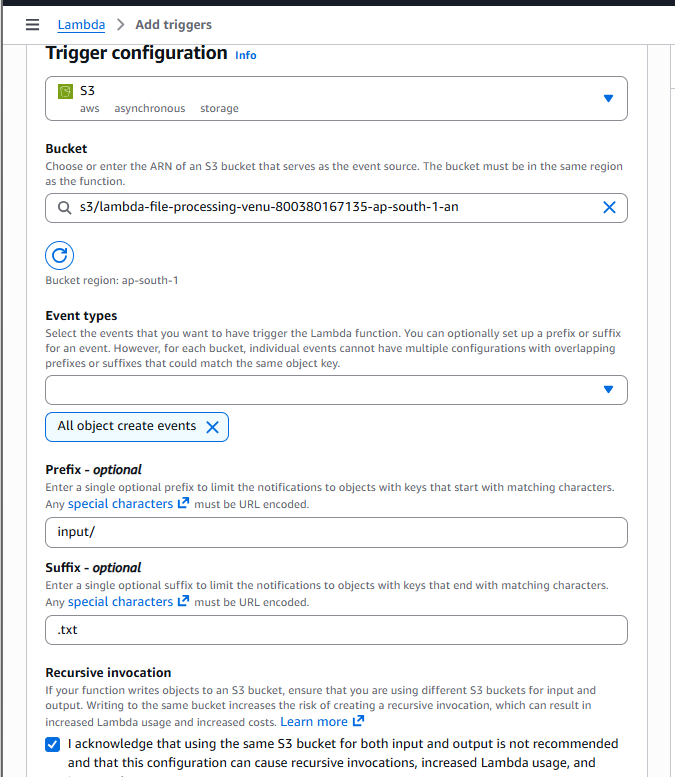 Lambda > Add triggers
Trigger configuration Info
S3
aws asynchronous storage
Bucket
Choose or enter the ARN of an S3 bucket that serves as the event source. The bucket must be in the same region
as the function.
s3/lambda-file-processing-venu-800380167135-ap-south-1-an
Bucket region: ap-south-1
Event types
Select the events that you want to have trigger the Lambda function. You can optionally set up a prefix or suffix
for an event. However, for each bucket, individual events cannot have multiple configurations with overlapping
prefixes or suffixes that could match the same object key.
All object create events
Prefix - optional
Enter a single optional prefix to limit the notifications to objects with keys that start with matching characters.
Any special characters must be URL encoded.
input/
Suffix - optional
Enter a single optional suffix to limit the notifications to objects with keys that end with matching characters.
Any special characters must be URL encoded.
.txt
Recursive invocation
If your function writes objects to an S3 bucket, ensure that you are using different S3 buckets for input and
output. Writing to the same bucket increases the risk of creating a recursive invocation, which can result in
increased Lambda usage and increased costs. Learn more
I acknowledge that using the same S3 bucket for both input and output is not recommended
and that this configuration can cause recursive invocations, increased Lambda usage, and